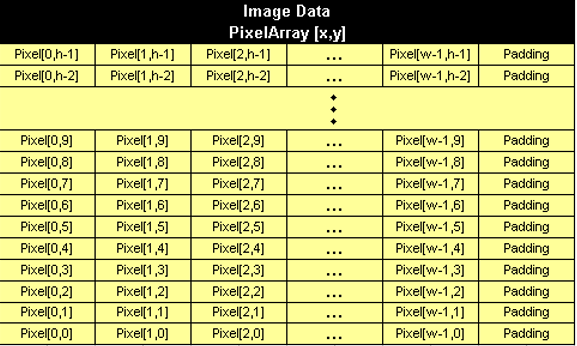 Image Data
PixelArray [x,y]
Pixel[0,h-1] Pixel[1,h-1] Pixel[2,h-1] ... Pixel[w-1,h-1] Padding
Pixel[0,h-2] Pixel[1,h-2] Pixel[2,h-2] ... Pixel[w-1,h-2] Padding
Pixel[0,9] Pixel[1,9] Pixel[2,9] ... Pixel[w-1,9] Padding
Pixel[0,8] Pixel[1,8] Pixel[2,8] ... Pixel[w-1,8] Padding
Pixel[0,7] Pixel[1,7] Pixel[2,7] ... Pixel[w-1,7] Padding
Pixel[0,6] Pixel[1,6] Pixel[2,6] ... Pixel[w-1,6] Padding
Pixel[0,5] Pixel[1,5] Pixel[2,5] ... Pixel[w-1,5] Padding
Pixel[0,4] Pixel[1,4] Pixel[2,4] ... Pixel[w-1,4] Padding
Pixel[0,3] Pixel[1,3] Pixel[2,3] ... Pixel[w-1,3] Padding
Pixel[0,2] Pixel[1,2] Pixel[2,2] ... Pixel[w-1,2] Padding
Pixel[0,1] Pixel[1,1] Pixel[2,1] ... Pixel[w-1,1] Padding
Pixel[0,0] Pixel[1,0] Pixel[2,0] ... Pixel[w-1,0] Padding